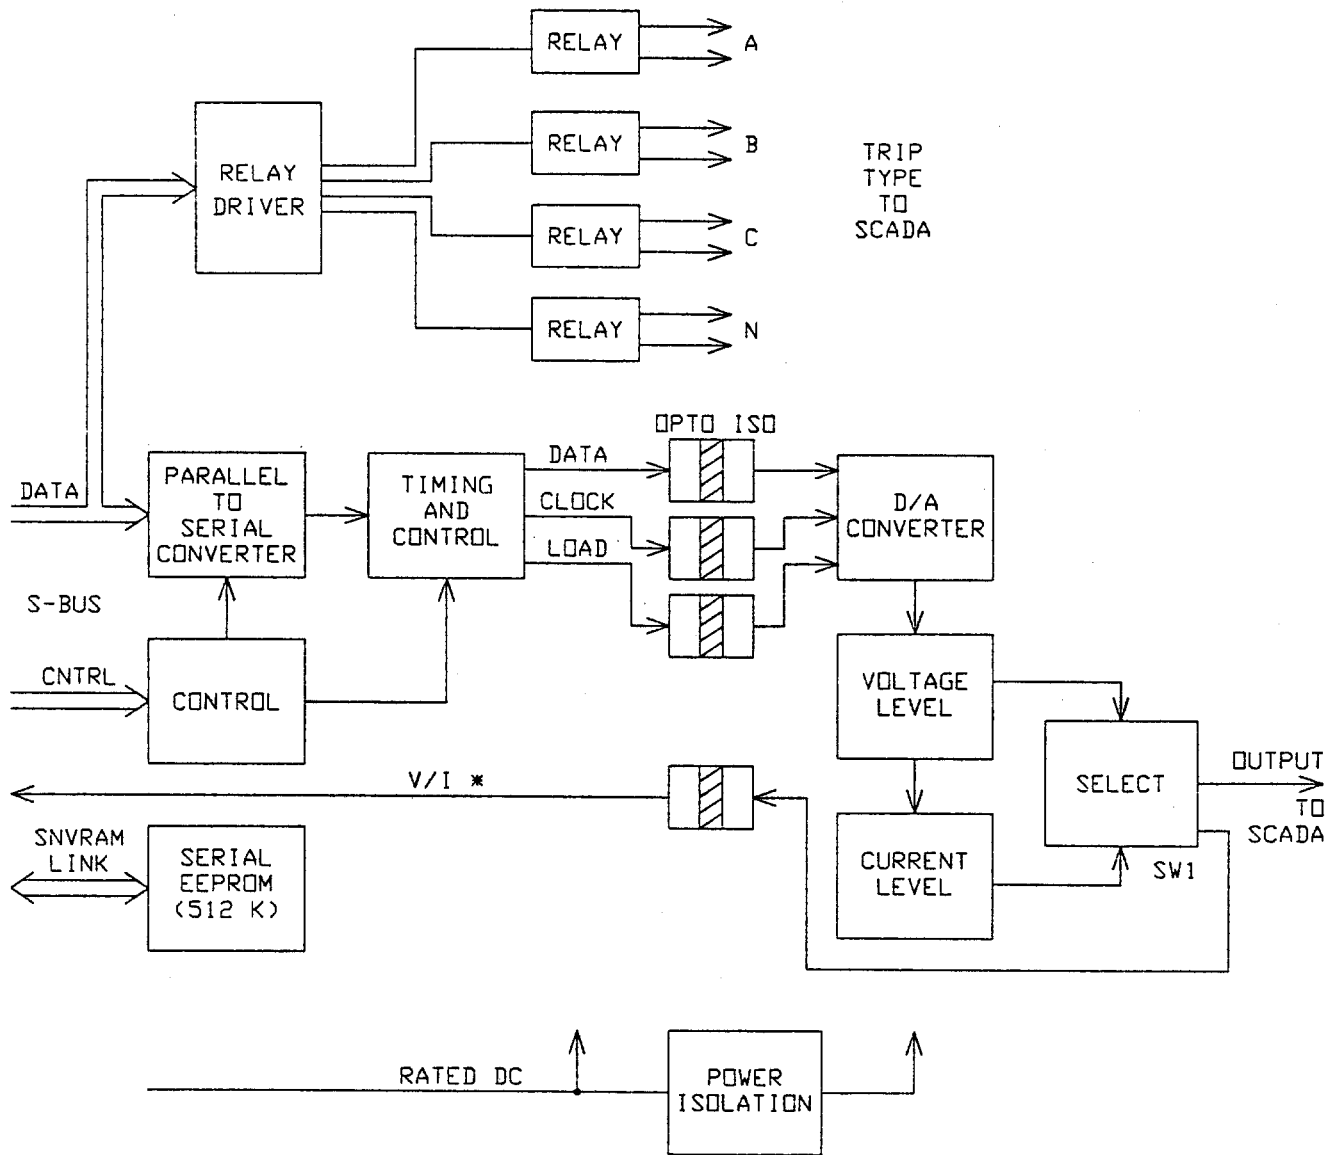 RELAY
A
RELAY
B
RELAY
DRIVER
TRIP
TYPE
TO
SCADA
RELAY
C
RELAY
N
OPTO ISO
DATA
PARALLEL
TO
SERIAL
CONVERTER
TIMING
AND
CONTROL
DATA
CLOCK
LOAD
D/A
CONVERTER
S-BUS
CNTRL
CONTROL
VOLTAGE
LEVEL
V/I *
SELECT
OUTPUT
TO
SCADA
SW1
SNVRAM
LINK
SERIAL
EEPROM
(512 K)
CURRENT
LEVEL
RATED DC
POWER
ISOLATION